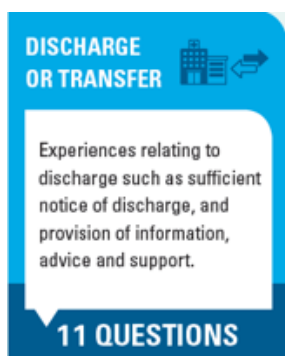 DISCHARGE
OR TRANSFER
Experiences relating to
discharge such as sufficient
notice of discharge, and
provision of information,
advice and support.
11 QUESTIONS